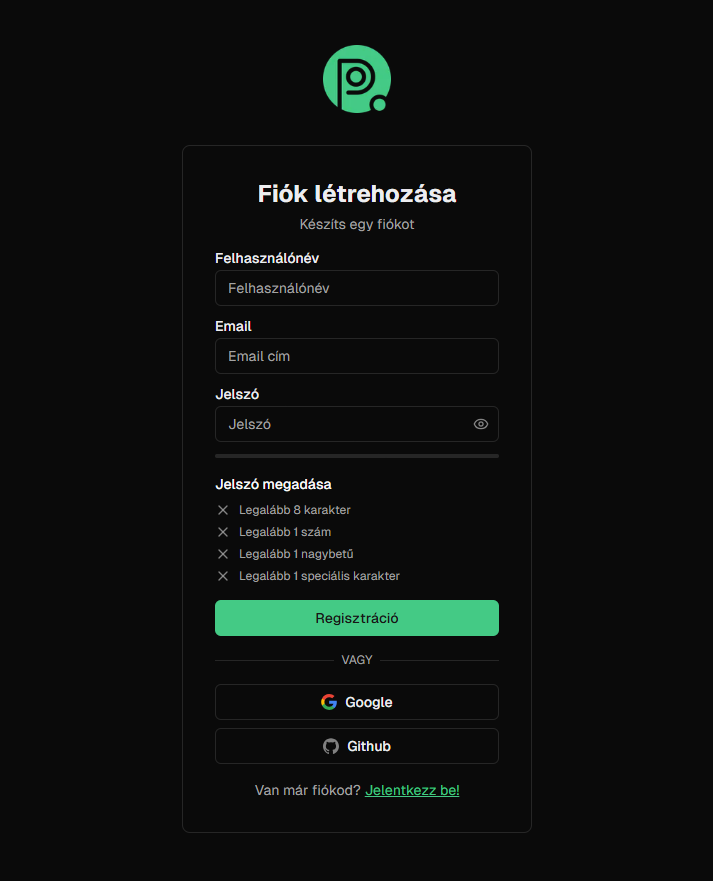 Fiók létrehozása
Készíts egy fiókot
Felhasználónév
Felhasználónév
Email
Email cím
Jelszó
Jelszó
Jelszó megadása
Legalább 8 karakter
Legalább 1 szám
Legalább 1 nagybetű
Legalább 1 speciális karakter
Regisztráció
VAGY
Google
Github
Van már fiókod? Jelentkezz be!